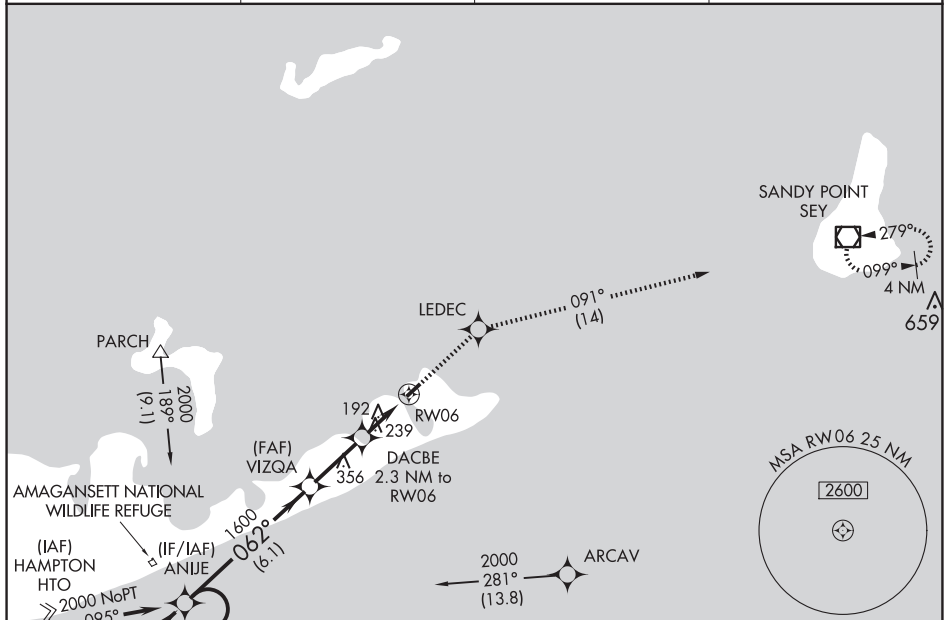 SANDY POINT
SEY
279°
099°
4 NM
659
LEDEC
091°
(14)
PARCH
2000
189°
(9.1)
192
RW06
239
(FAF)
VIZQA
356
DACBE
2.3 NM to
RW06
MSA RW06 25 NM
2600
AMAGANSETT NATIONAL
WILDLIFE REFUGE
1600
062°
(6.1)
(IAF)
HAMPTON
HTO
(IF/IAF)
ANIJE
2000
281°
(13.8)
ARCAV
2000 NoPT
095°